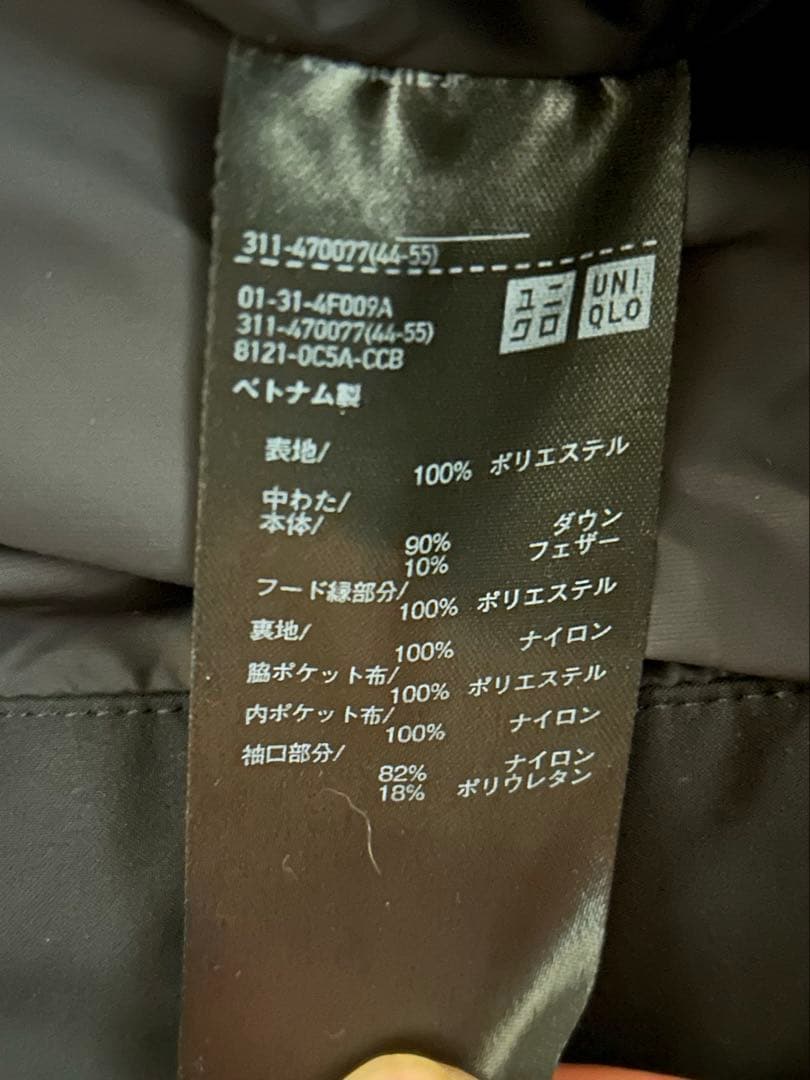 311-470077(44-55)
ユニクロ
UNIQLO
01-31-4F009A
311-470077(44-55)
8121-0C5A-CCB
ベトナム製
表地/
100% ポリエステル
中わた/
本体/
90% ダウン
10% フェザー
フード縁部分/
100% ポリエステル
裏地/
100% ナイロン
脇ポケット布/
100% ポリエステル
内ポケット布/
100% ナイロン
袖口部分/
82% ナイロン
18% ポリウレタン